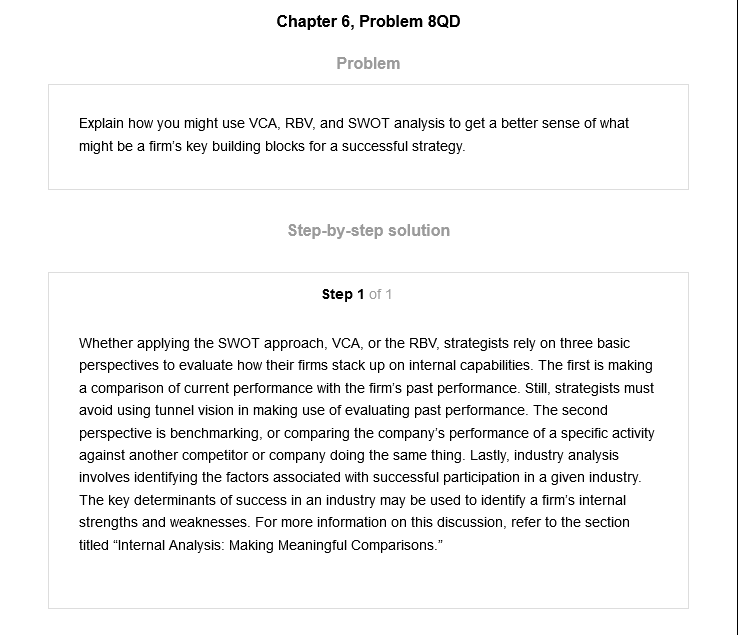 Chapter 6, Problem 8QD
Problem
Explain how you might use VCA, RBV, and SWOT analysis to get a better sense of what
might be a firm's key building blocks for a successful strategy.
Step-by-step solution
Step 1 of 1
Whether applying the SWOT approach, VCA, or the RBV, strategists rely on three basic
perspectives to evaluate how their firms stack up on internal capabilities. The first is making
a comparison of current performance with the firm's past performance. Still, strategists must
avoid using tunnel vision in making use of evaluating past performance. The second
perspective is benchmarking, or comparing the company's performance of a specific activity
against another competitor or company doing the same thing. Lastly, industry analysis
involves identifying the factors associated with successful participation in a given industry.
The key determinants of success in an industry may be used to identify a firm's internal
strengths and weaknesses. For more information on this discussion, refer to the section
titled “Internal Analysis: Making Meaningful Comparisons.”